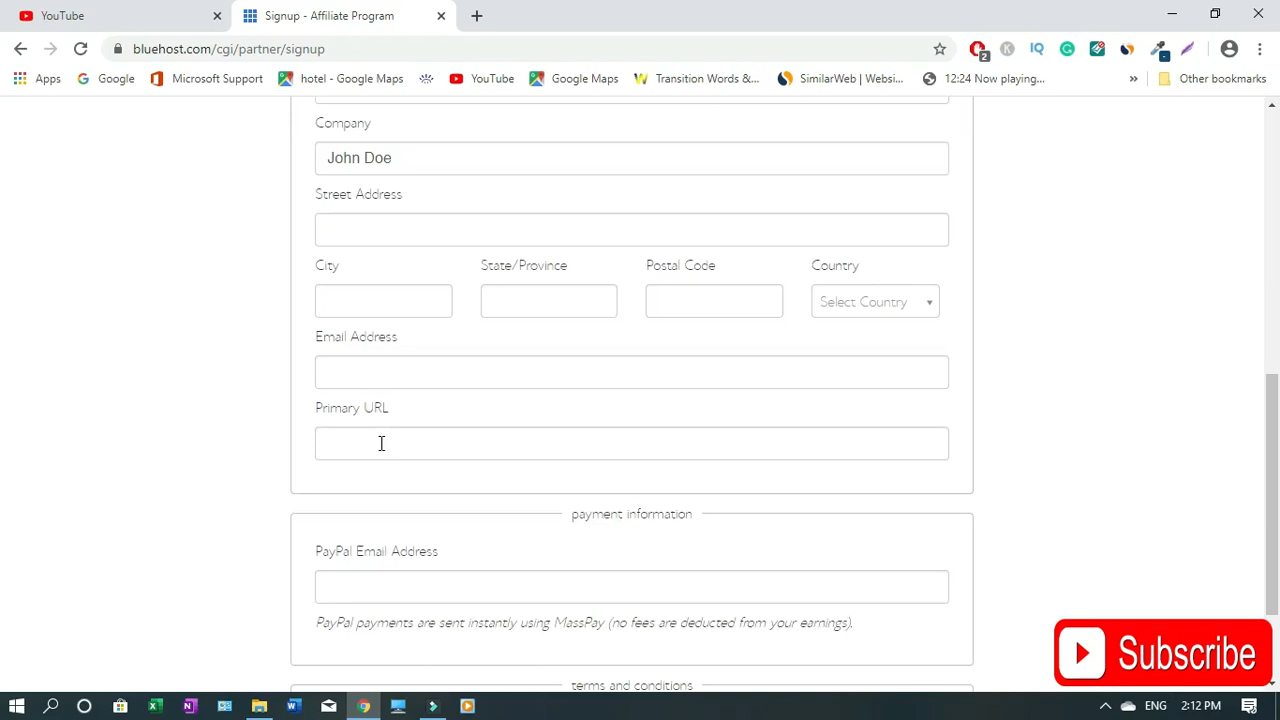 YouTube
Signup - Affiliate Program
bluehost.com/cgi/partner/signup
2
K
IQ
Apps
Google
Microsoft Support
hotel - Google Maps
YouTube
Google Maps
Transition Words &...
SimilarWeb | Websi...
12:24 Now playing...
»
Other bookmarks
Company
John Doe
Street Address
City
State/Province
Postal Code
Country
Select Country
Email Address
Primary URL
payment information
PayPal Email Address
PayPal payments are sent instantly using MassPay (no fees are deducted from your earnings).
Subscribe
terms and conditions
ENG
2:12 PM